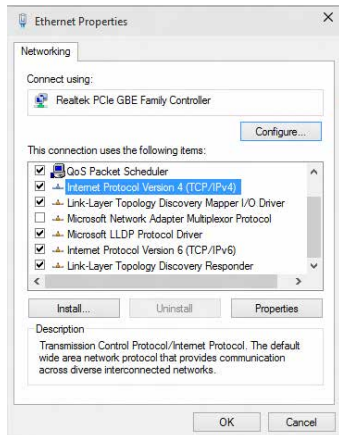 Ethernet Properties
Networking
Connect using:
Realtek PCIe GBE Family Controller
Configure...
This connection uses the following items:
QoS Packet Scheduler
Internet Protocol Version 4 (TCP/IPv4)
Link-Layer Topology Discovery Mapper I/O Driver
Microsoft Network Adapter Multiplexor Protocol
Microsoft LLDP Protocol Driver
Internet Protocol Version 6 (TCP/IPv6)
Link-Layer Topology Discovery Responder
Install... Uninstall Properties
Description
Transmission Control Protocol/Internet Protocol. The default
wide area network protocol that provides communication
across diverse interconnected networks.
OK Cancel